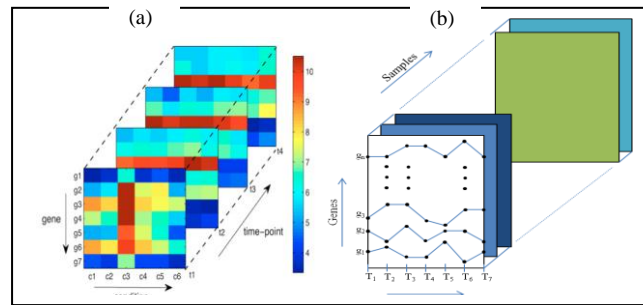 (a)
(b)
g1
g2
g3
g4
g5
g6
g7
gene
c1 c2 c3 c4 c5 c6
t1
t2
t3
t4
time-point
10
9
8
7
6
5
4
Samples
Genes
T1 T2 T3 T4 T5 T6 T7